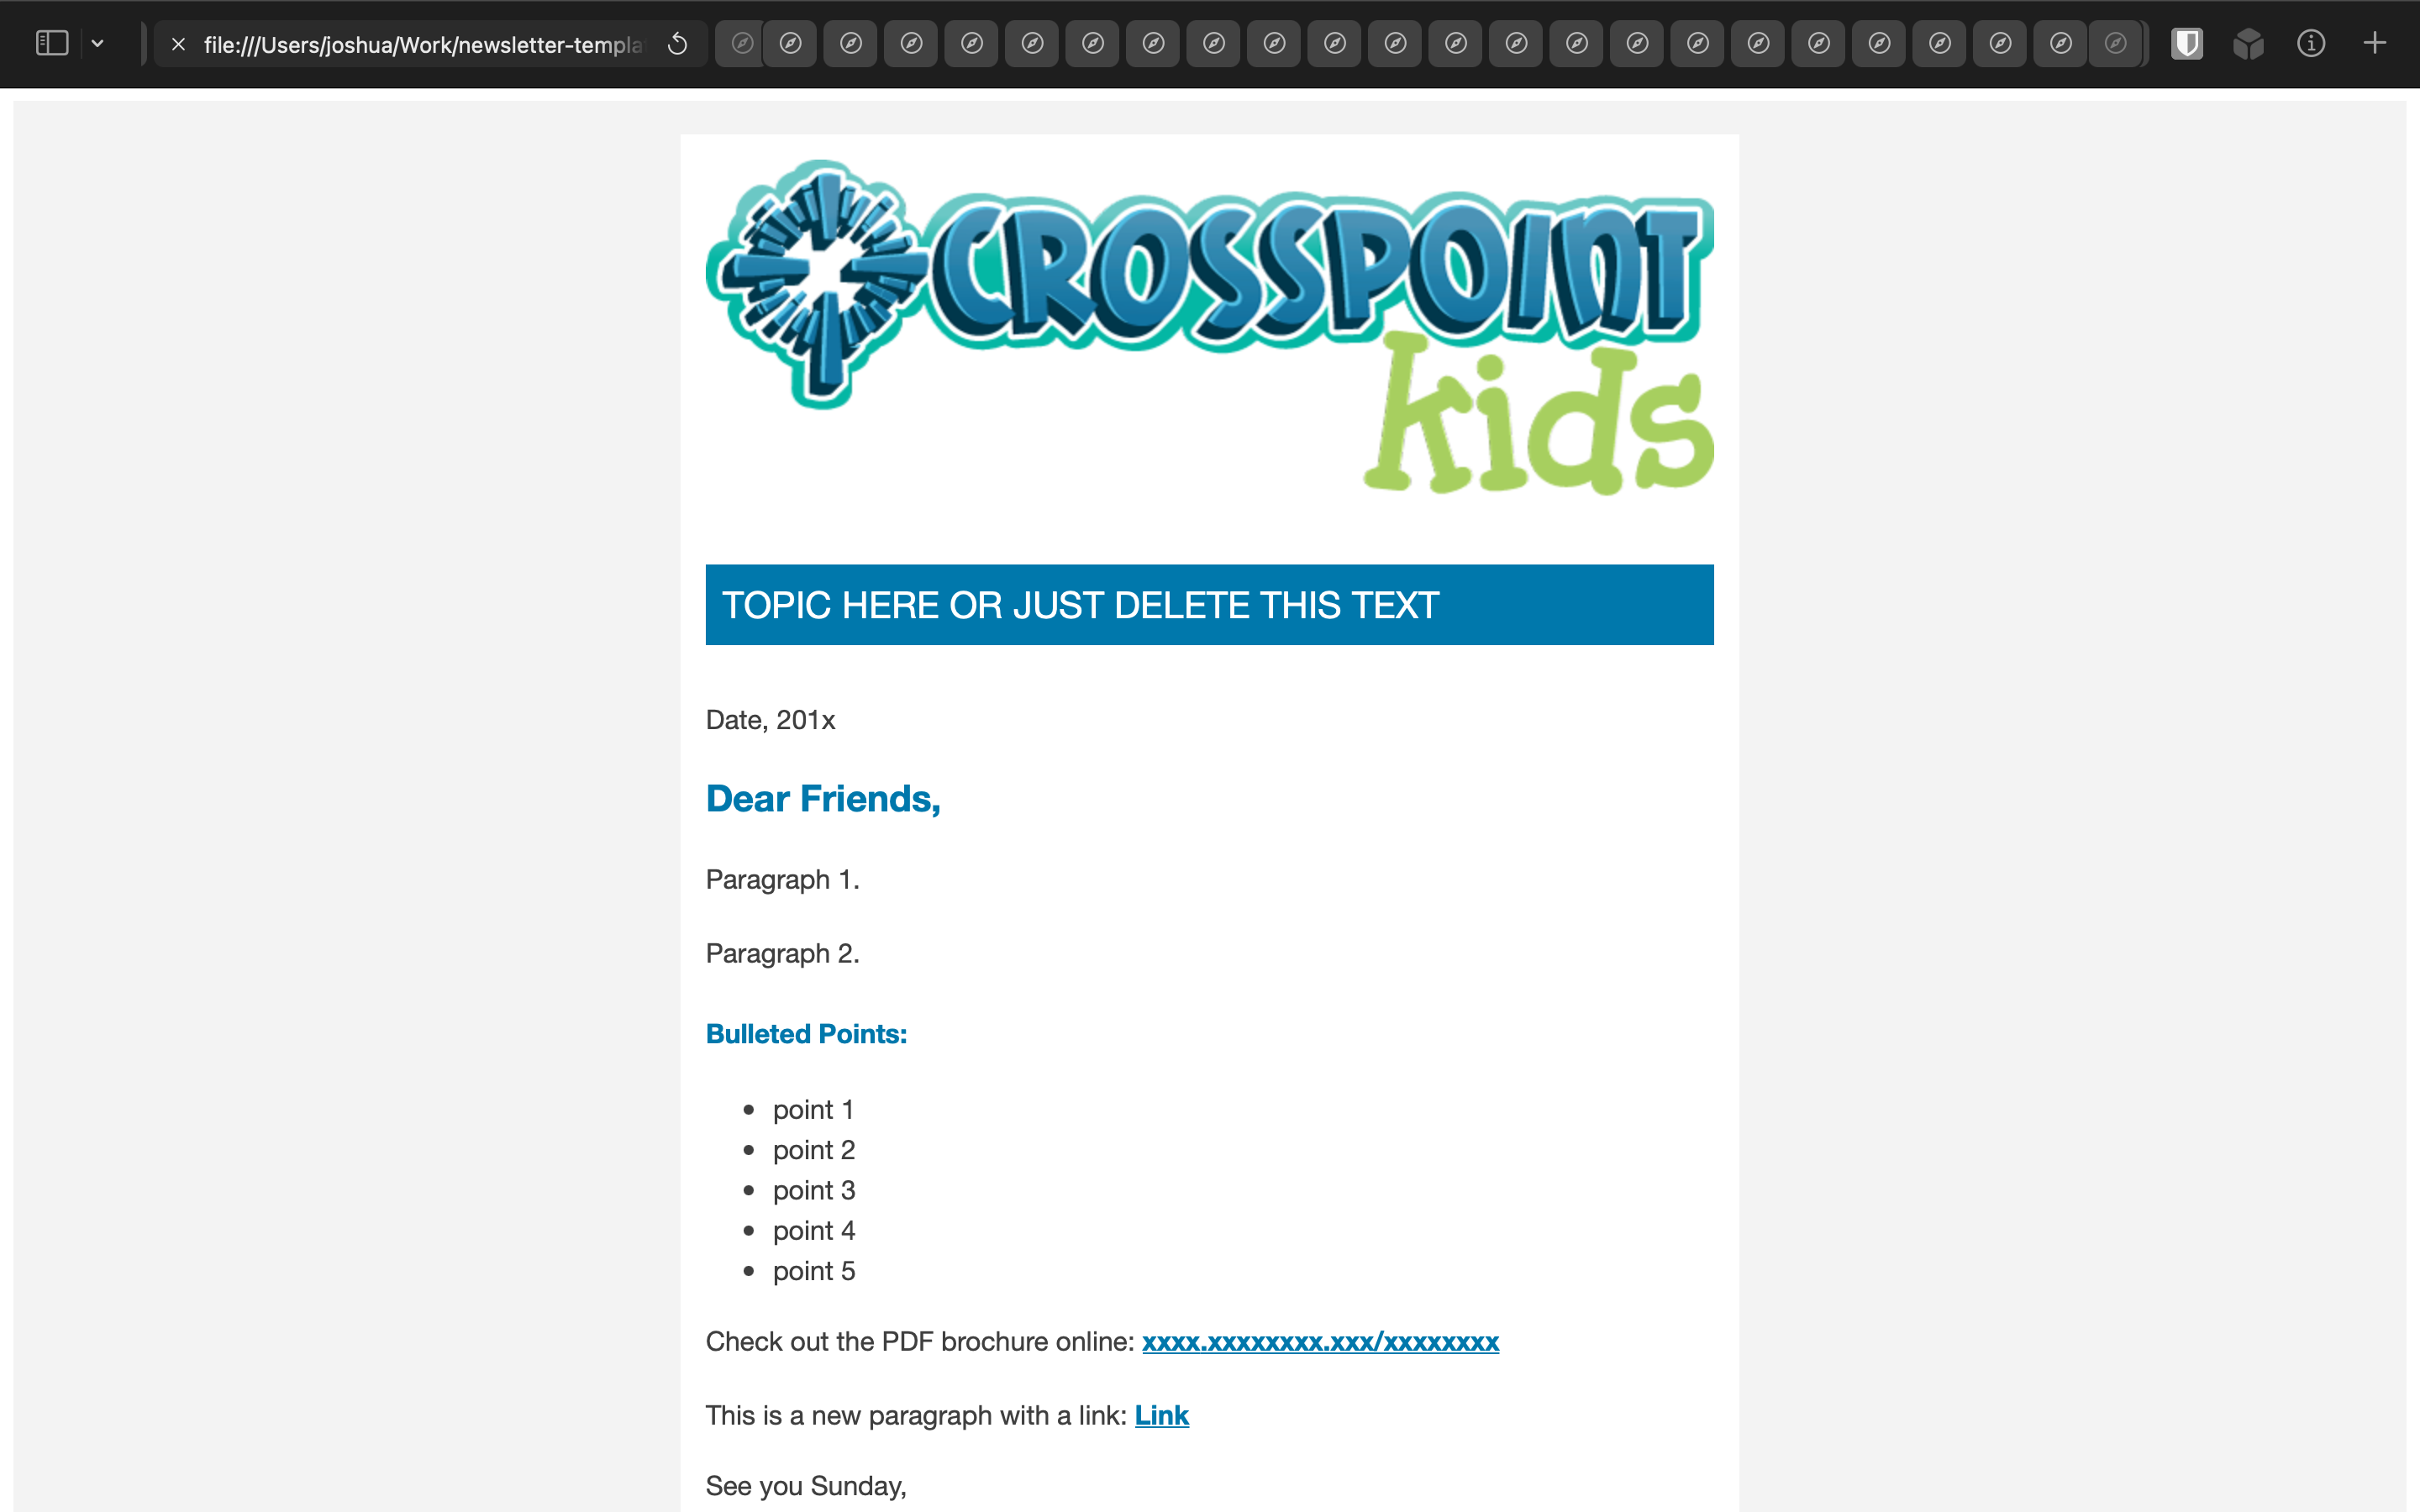 file:///Users/joshua/Work/newsletter-templa
CROSSPOINT
kids
TOPIC HERE OR JUST DELETE THIS TEXT
Date, 201x
Dear Friends,
Paragraph 1.
Paragraph 2.
Bulleted Points:
• point 1
• point 2
• point 3
• point 4
• point 5
Check out the PDF brochure online: xxxx.xxxxxxxx.xxx/xxxxxxxx
This is a new paragraph with a link: Link
See you Sunday,